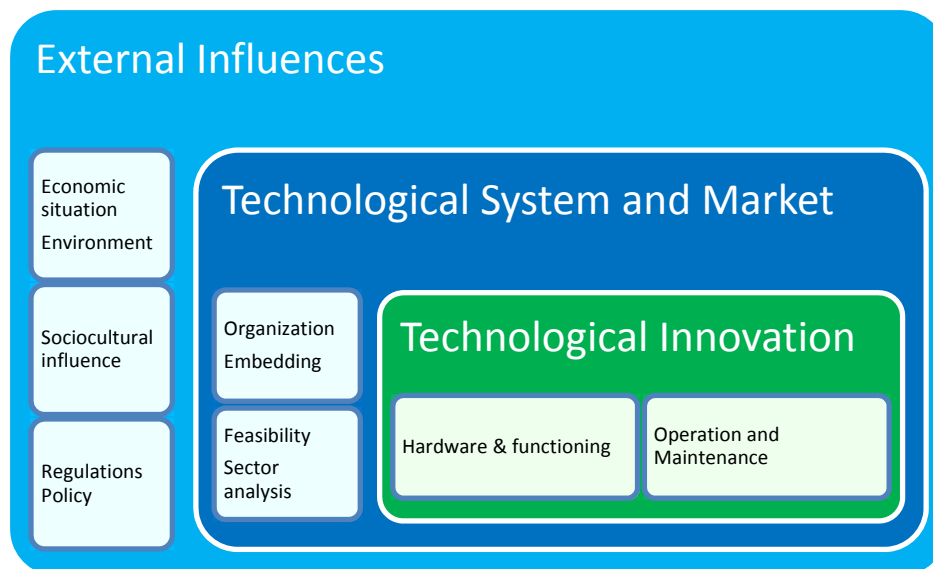 External Influences
Economic
situation
Environment
Sociocultural
influence
Regulations
Policy
Technological System and Market
Organization
Embedding
Feasibility
Sector
analysis
Technological Innovation
Hardware & functioning
Operation and
Maintenance